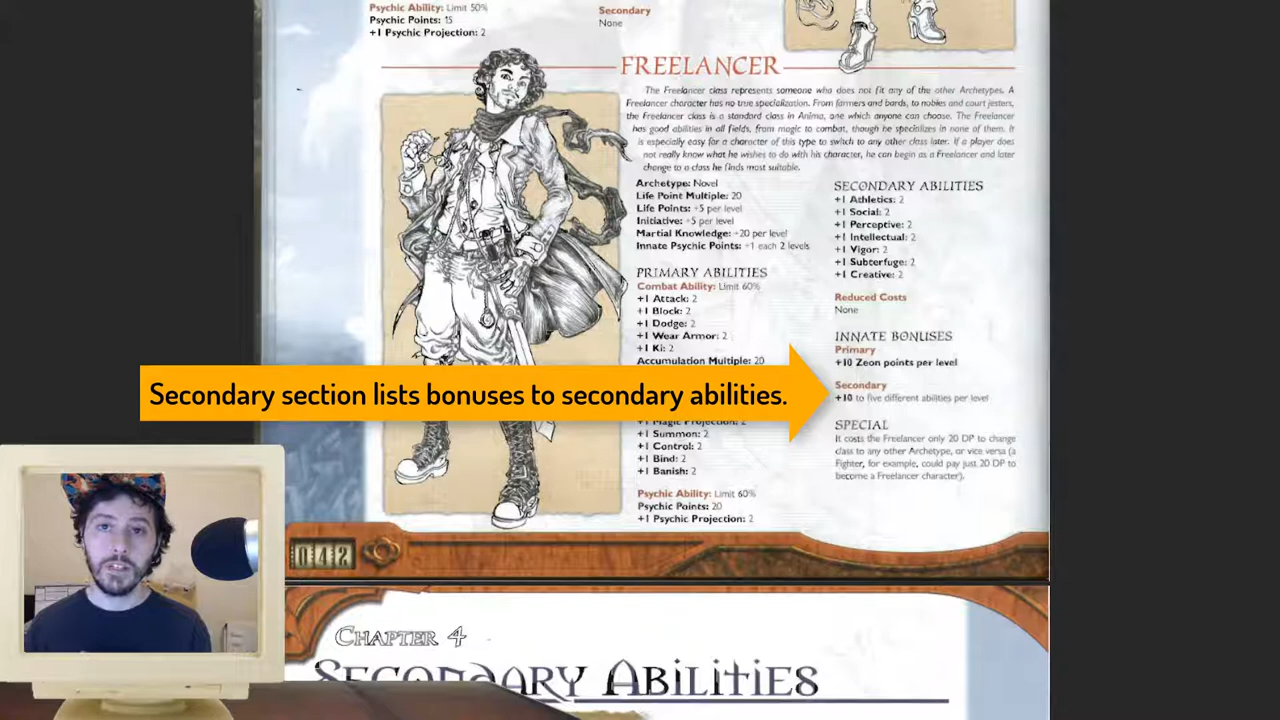 Psychic Ability: Limit 50%
Psychic Points: 15
+1 Psychic Projection: 2
Secondary
None
FREELANCER
The Freelancer class represents someone who does not fit any of the other Archetypes. A
Freelancer character has no true specialization. From farmers and bards, to nobles and court jesters,
the Freelancer class is a standard class in Anima, one which anyone can choose. The Freelancer
has good abilities in all fields, from magic to combat, though he specializes in none of them. It
is especially easy for a character of this type to switch to any other class later. If a player does
not really know what he wishes to do with his character, he can begin as a Freelancer and later
change to a class he finds most suitable.
Archetype: Novel
Life Point Multiple: 20
Life Points: +5 per level
Initiative: +5 per level
Martial Knowledge: +20 per level
Innate Psychic Points: +1 each 2 levels
PRIMARY ABILITIES
Combat Ability: Limit 60%
+1 Attack: 2
+1 Block: 2
+1 Dodge: 2
+1 Wear Armor: 2
+1 Ki: 2
Accumulation Multiple: 20
+1 Magic Projection: 2
+1 Summon: 2
+1 Control: 2
+1 Bind: 2
+1 Banish: 2
Psychic Ability: Limit 60%
Psychic Points: 20
+1 Psychic Projection: 2
SECONDARY ABILITIES
+1 Athletics: 2
+1 Social: 2
+1 Perceptive: 2
+1 Intellectual: 2
+1 Vigor: 2
+1 Subterfuge: 2
+1 Creative: 2
Reduced Costs
None
INNATE BONUSES
Primary
+10 Zeon points per level
Secondary
+10 to five different abilities per level
SPECIAL
It costs the Freelancer only 20 DP to change
class to any other Archetype, or vice versa (a
Fighter, for example, could pay just 20 DP to
become a Freelancer character).
Secondary section lists bonuses to secondary abilities.
042
CHAPTER 4
SECONDARY ABILITIES